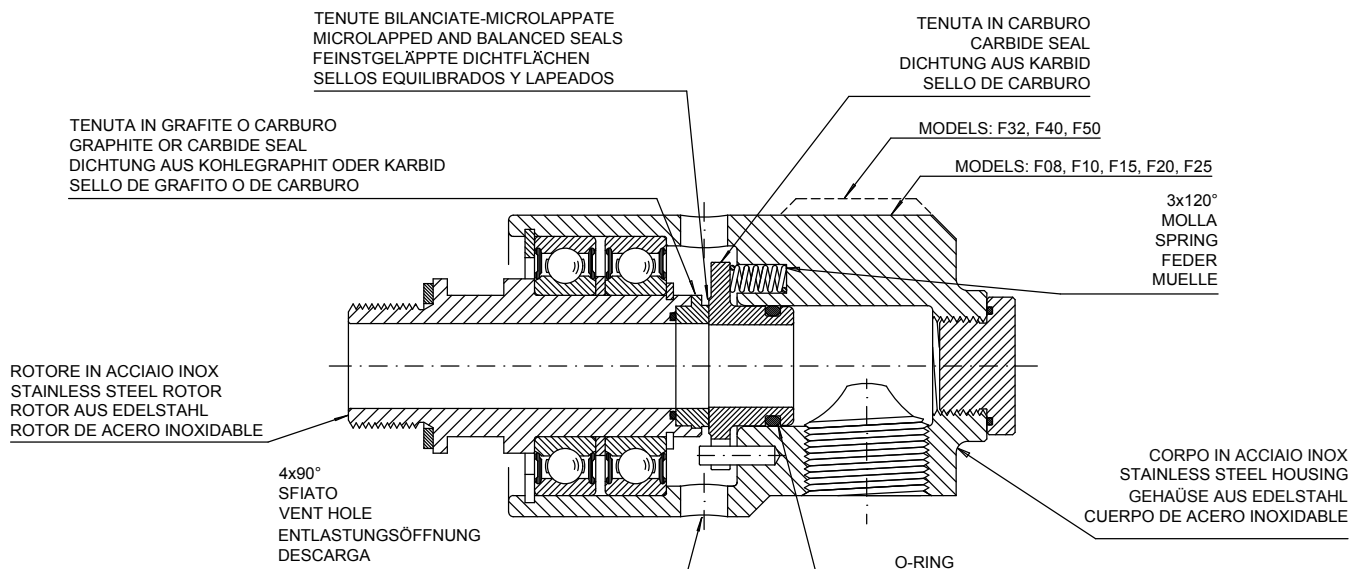 TENUTE BILANCIATE-MICROLAPPATE
MICROLAPPED AND BALANCED SEALS
FEINSTGELÄPPTE DICHTFLÄCHEN
SELLOS EQUILIBRADOS Y LAPEADOS
TENUTA IN CARBURO
CARBIDE SEAL
DICHTUNG AUS KARBID
SELLO DE CARBURO
TENUTA IN GRAFITE O CARBURO
GRAPHITE OR CARBIDE SEAL
DICHTUNG AUS KOHLEGRAPHIT ODER KARBID
SELLO DE GRAFITO O DE CARBURO
MODELS: F32, F40, F50
MODELS: F08, F10, F15, F20, F25
3x120°
MOLLA
SPRING
FEDER
MUELLE
ROTORE IN ACCIAIO INOX
STAINLESS STEEL ROTOR
ROTOR AUS EDELSTAHL
ROTOR DE ACERO INOXIDABLE
4x90°
SFIATO
VENT HOLE
ENTLASTUNGSÖFFNUNG
DESCARGA
CORPO IN ACCIAIO INOX
STAINLESS STEEL HOUSING
GEHAÜSE AUS EDELSTAHL
CUERPO DE ACERO INOXIDABLE
O-RING